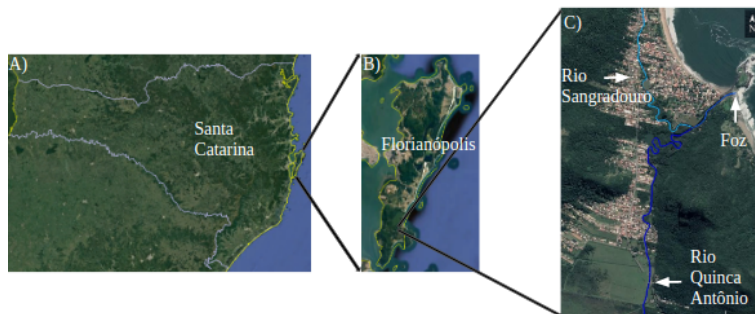 A)
Santa
Catarina
B)
Florianópolis
C)
Rio
Sangradouro
Foz
Rio
Quinca
Antônio